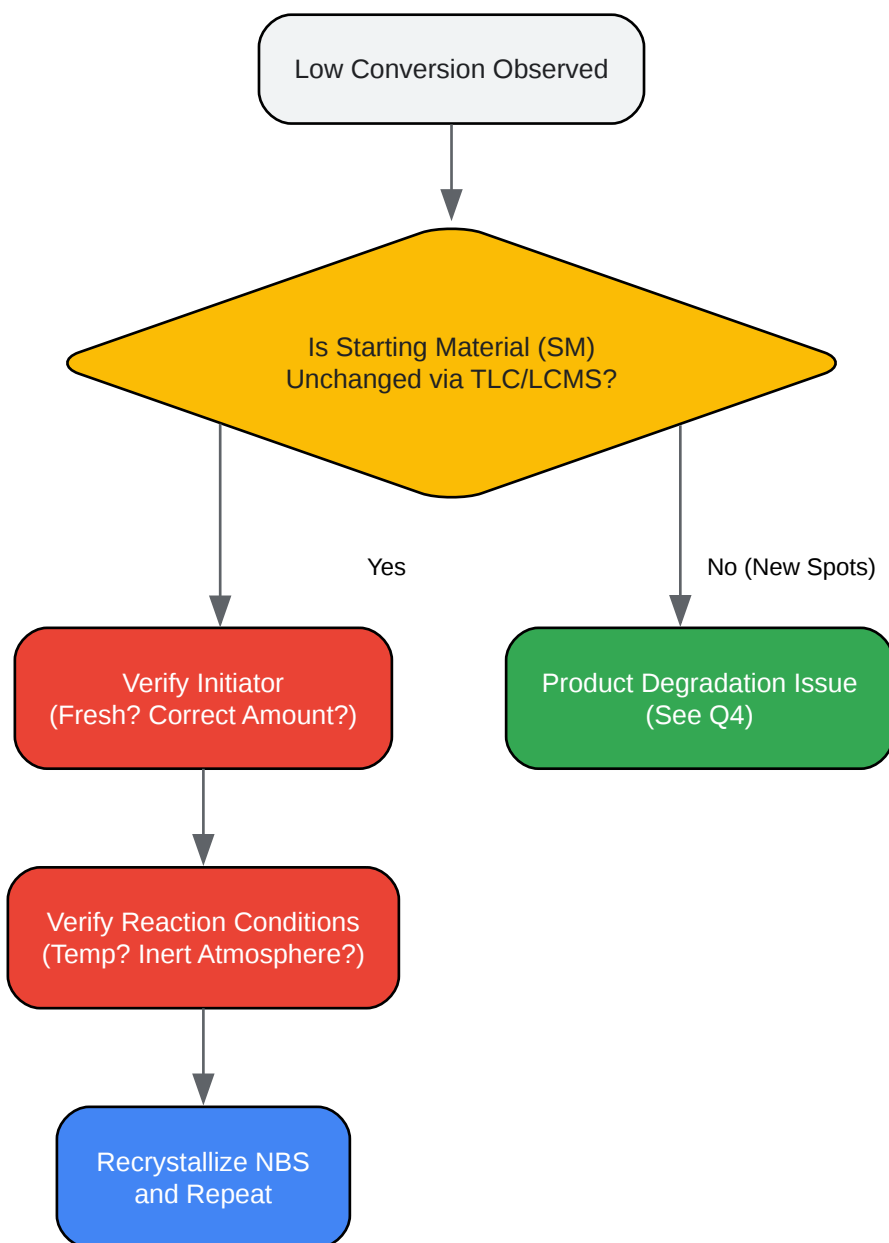 Low Conversion Observed
Is Starting Material (SM)
Unchanged via TLC/LCMS?
Yes
No (New Spots)
Verify Initiator
(Fresh? Correct Amount?)
Product Degradation Issue
(See Q4)
Verify Reaction Conditions
(Temp? Inert Atmosphere?)
Recrystallize NBS
and Repeat